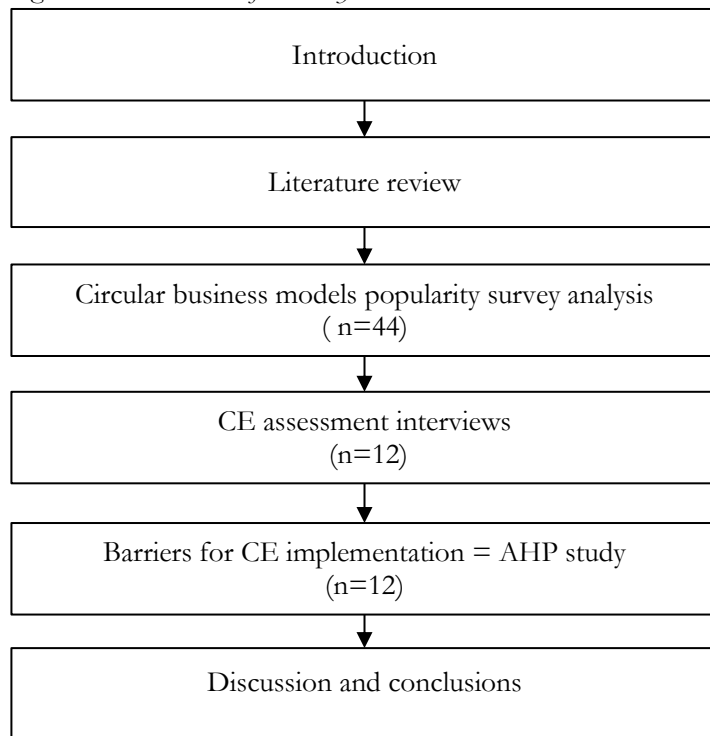 Introduction
Literature review
Circular business models popularity survey analysis
( n=44)
CE assessment interviews
(n=12)
Barriers for CE implementation = AHP study
(n=12)
Discussion and conclusions